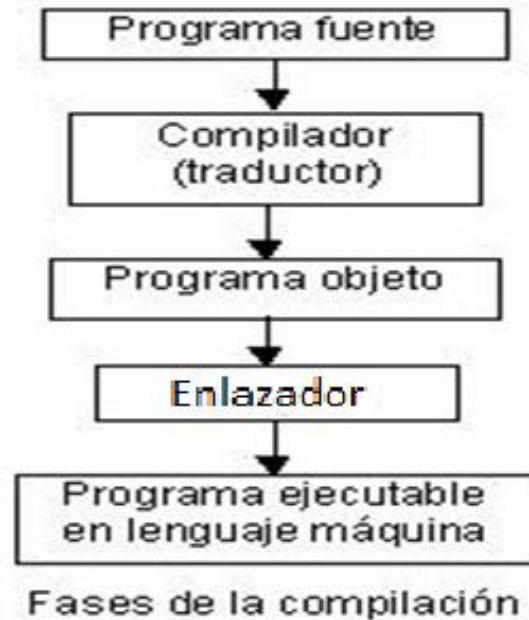 Programa fuente
Compilador
(traductor)
Programa objeto
Enlazador
Programa ejecutable
en lenguaje máquina
Fases de la compilación